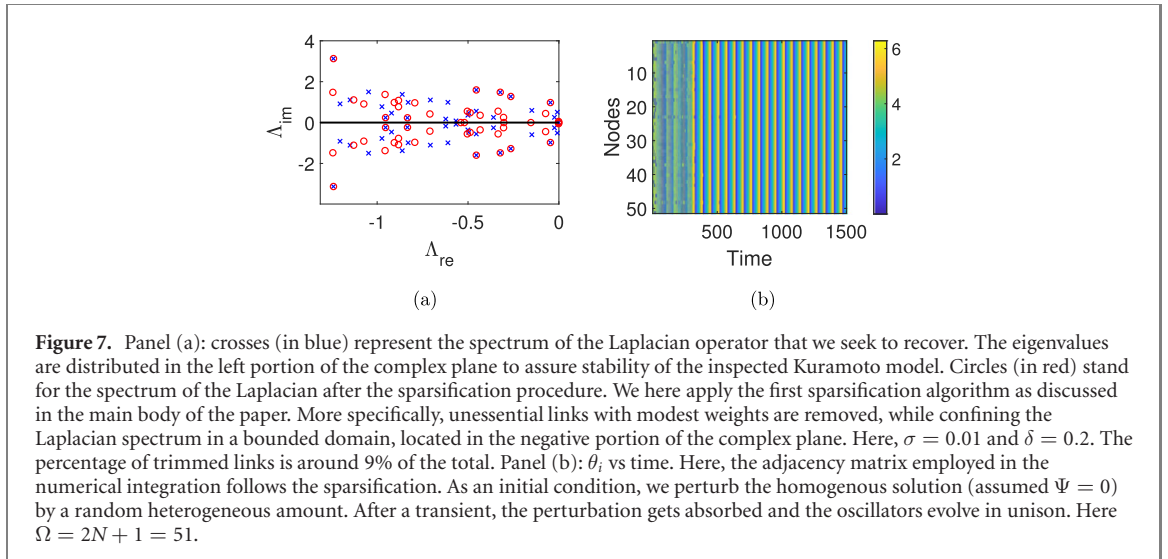 4
2
0
-2
Λim
-1
-0.5
0
Λre
(a)
10
20
30
40
50
Nodes
500
1000
1500
Time
6
4
2
(b)
Figure 7. Panel (a): crosses (in blue) represent the spectrum of the Laplacian operator that we seek to recover. The eigenvalues
are distributed in the left portion of the complex plane to assure stability of the inspected Kuramoto model. Circles (in red) stand
for the spectrum of the Laplacian after the sparsification procedure. We here apply the first sparsification algorithm as discussed
in the main body of the paper. More specifically, unessential links with modest weights are removed, while confining the
Laplacian spectrum in a bounded domain, located in the negative portion of the complex plane. Here, σ = 0.01 and δ = 0.2. The
percentage of trimmed links is around 9% of the total. Panel (b): θi vs time. Here, the adjacency matrix employed in the
numerical integration follows the sparsification. As an initial condition, we perturb the homogenous solution (assumed Ψ = 0)
by a random heterogeneous amount. After a transient, the perturbation gets absorbed and the oscillators evolve in unison. Here
Ω = 2N + 1 = 51.